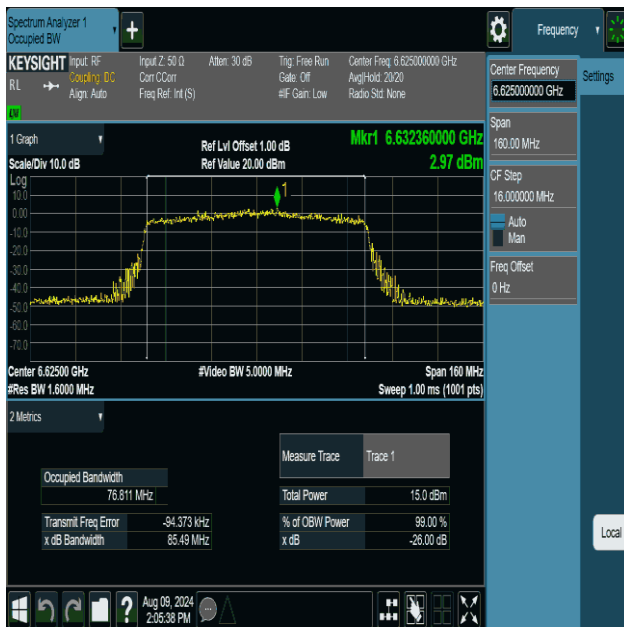 Spectrum Analyzer 1
Occupied BW
Frequency
KEYSIGHT Input: RF
RL
Coupling: DC
Align: Auto
Input Z: 50 Ω
Corr CCorr
Freq Ref: Int (S)
Atten: 30 dB
Trig: Free Run
Gate: Off
#IF Gain: Low
Center Freq: 6.625000000 GHz
Avg|Hold: 20/20
Radio Std: None
Center Frequency
6.625000000 GHz
Settings
Span
160.00 MHz
CF Step
16.000000 MHz
Auto
Man
Freq Offset
0 Hz
1 Graph
Scale/Div 10.0 dB
Ref Lvl Offset 1.00 dB
Ref Value 20.00 dBm
Mkr1 6.632360000 GHz
2.97 dBm
Log
10.0
0.00
-10.0
-20.0
-30.0
-40.0
-50.0
-60.0
-70.0
1
Center 6.62500 GHz
#Video BW 5.0000 MHz
Span 160 MHz
#Res BW 1.6000 MHz
Sweep 1.00 ms (1001 pts)
2 Metrics
Measure Trace Trace 1
Occupied Bandwidth
76.811 MHz
Total Power 15.0 dBm
Transmit Freq Error -94.373 kHz
% of OBW Power 99.00 %
x dB Bandwidth 85.49 MHz
x dB -26.00 dB
Local
Aug 09, 2024
2:05:38 PM